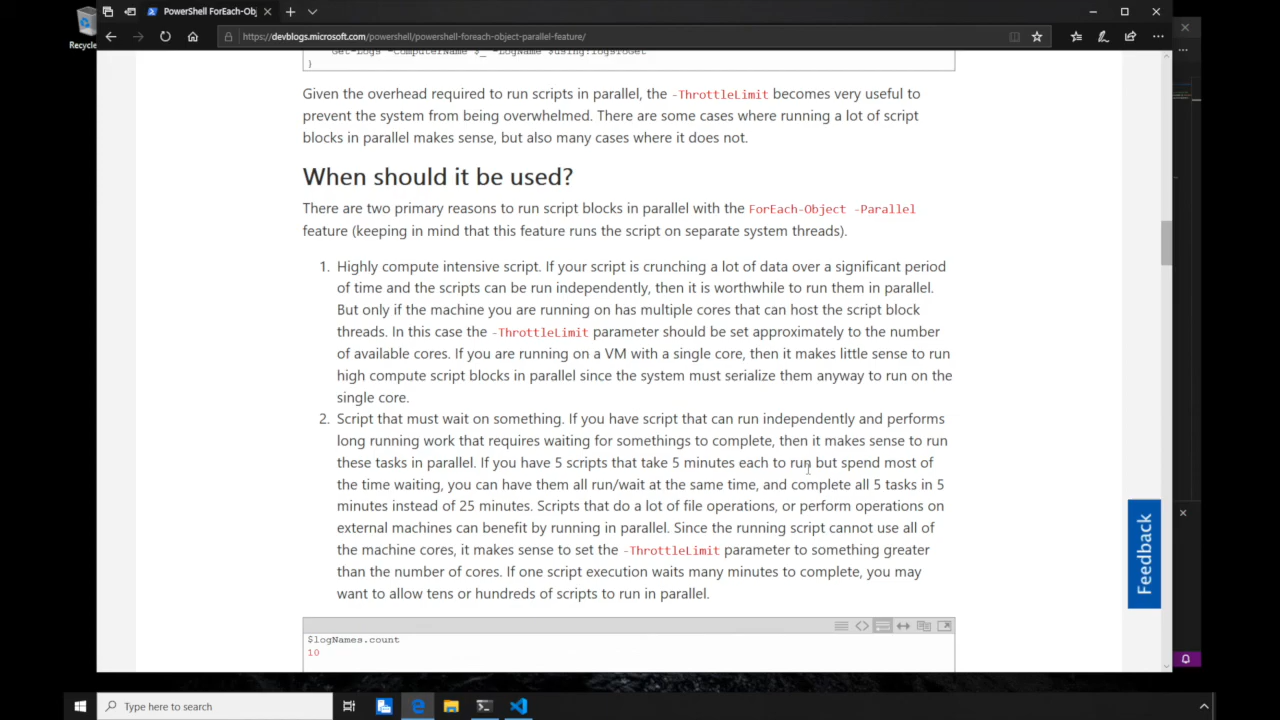 PowerShell ForEach-Obj
Recycle
https://devblogs.microsoft.com/powershell/powershell-foreach-object-parallel-feature/
Get-Logs -ComputerName $_ -LogName $using:logsToGet
}
Given the overhead required to run scripts in parallel, the -ThrottleLimit becomes very useful to
prevent the system from being overwhelmed. There are some cases where running a lot of script
blocks in parallel makes sense, but also many cases where it does not.
When should it be used?
There are two primary reasons to run script blocks in parallel with the ForEach-Object -Parallel
feature (keeping in mind that this feature runs the script on separate system threads).
1. Highly compute intensive script. If your script is crunching a lot of data over a significant period
of time and the scripts can be run independently, then it is worthwhile to run them in parallel.
But only if the machine you are running on has multiple cores that can host the script block
threads. In this case the -ThrottleLimit parameter should be set approximately to the number
of available cores. If you are running on a VM with a single core, then it makes little sense to run
high compute script blocks in parallel since the system must serialize them anyway to run on the
single core.
2. Script that must wait on something. If you have script that can run independently and performs
long running work that requires waiting for somethings to complete, then it makes sense to run
these tasks in parallel. If you have 5 scripts that take 5 minutes each to run but spend most of
the time waiting, you can have them all run/wait at the same time, and complete all 5 tasks in 5
minutes instead of 25 minutes. Scripts that do a lot of file operations, or perform operations on
external machines can benefit by running in parallel. Since the running script cannot use all of
the machine cores, it makes sense to set the -ThrottleLimit parameter to something greater
than the number of cores. If one script execution waits many minutes to complete, you may
want to allow tens or hundreds of scripts to run in parallel.
Feedback
$logNames.count
10
Type here to search